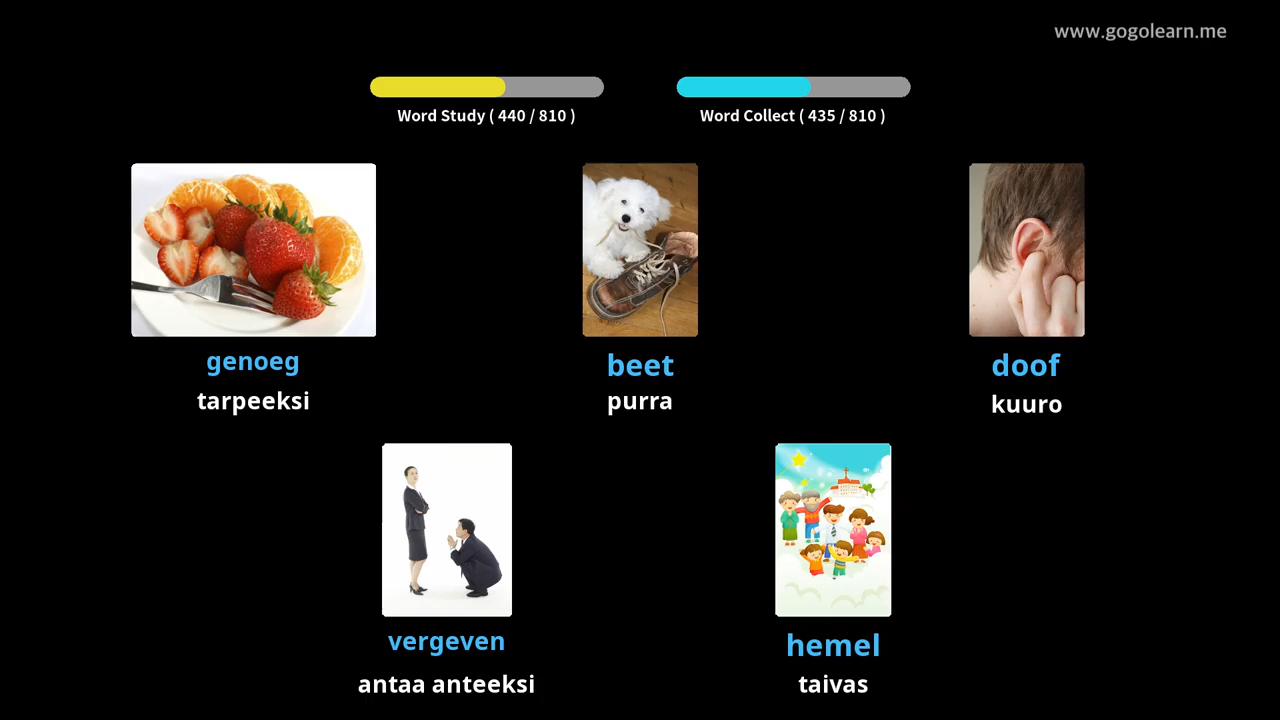 www.gogolearn.me
Word Study ( 440 / 810 )
Word Collect ( 435 / 810 )
genoeg
tarpeeksi
beet
purra
doof
kuuro
vergeven
antaa anteeksi
hemel
taivas